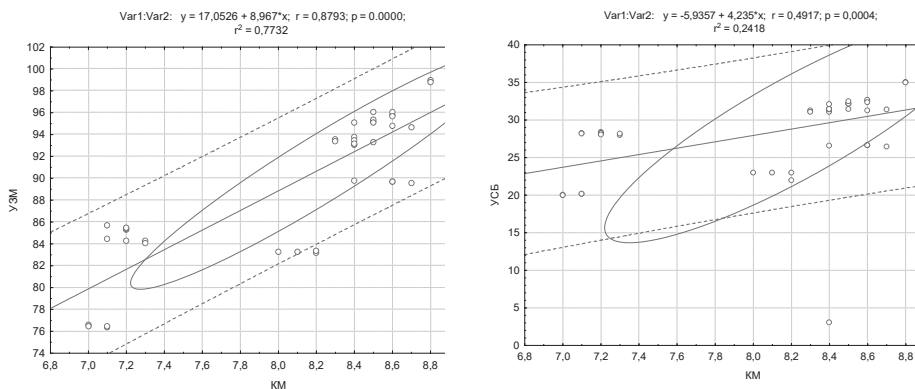 Var1:Var2: y = 17,0526 + 8,967*x; r = 0,8793; p = 0.0000;
r² = 0,7732
102
100
98
96
94
92
90
88
86
84
82
80
78
76
74
УЗМ
6,8 7,0 7,2 7,4 7,6 7,8 8,0 8,2 8,4 8,6 8,8
КМ
Var1:Var2: y = -5,9357 + 4,235*x; r = 0,4917; p = 0,0004;
r² = 0,2418
40
35
30
25
20
15
10
5
0
УСБ
6,8 7,0 7,2 7,4 7,6 7,8 8,0 8,2 8,4 8,6 8,8
КМ